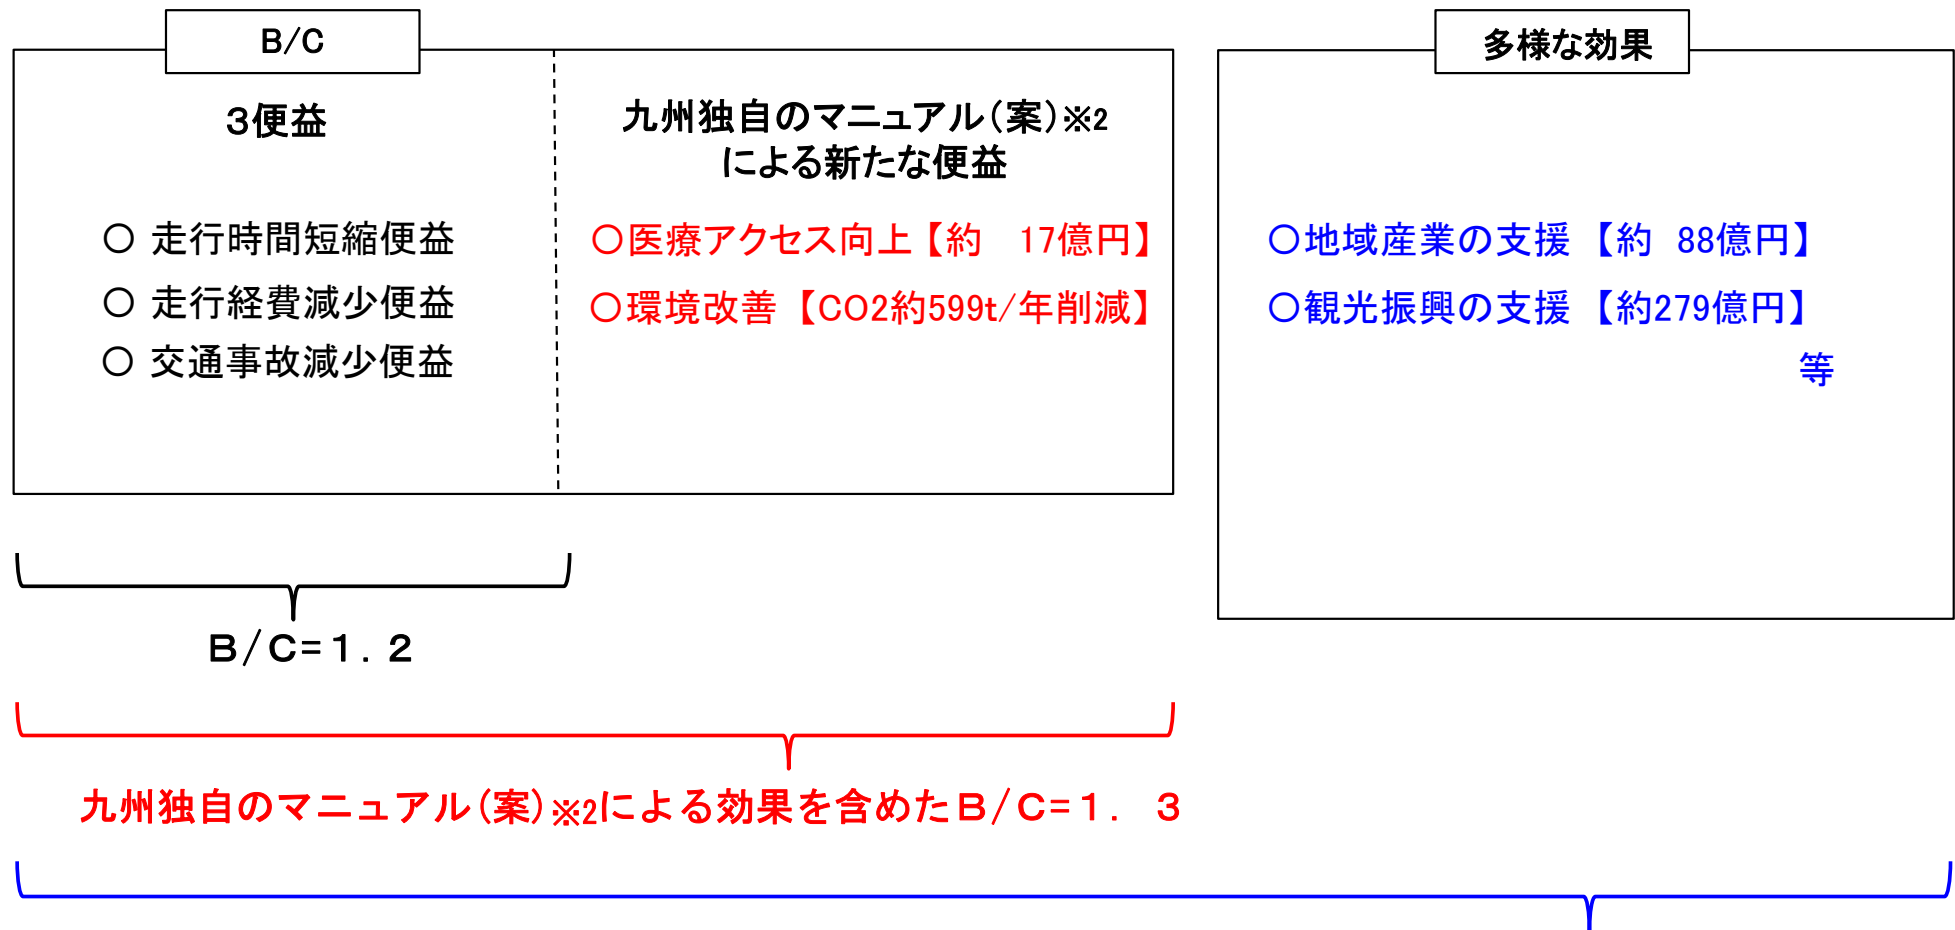 B/C
3便益
○ 走行時間短縮便益
○ 走行経費減少便益
○ 交通事故減少便益
九州独自のマニュアル(案)※2
による新たな便益
○医療アクセス向上【約　17億円】
○環境改善【CO2約599t/年削減】
多様な効果
○地域産業の支援【約 88億円】
○観光振興の支援【約279億円】
等
B/C=1.2
九州独自のマニュアル(案)※2による効果を含めたB/C=1. 3